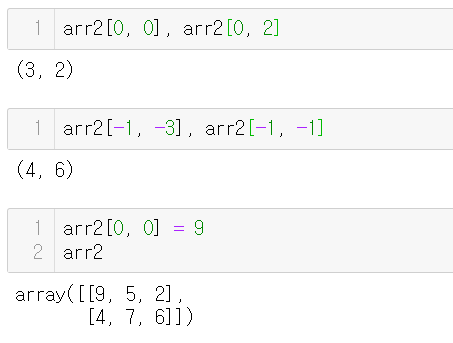 1 arr2[0, 0], arr2[0, 2]
(3, 2)
1 arr2[-1, -3], arr2[-1, -1]
(4, 6)
1 arr2[0, 0] = 9
2 arr2
array([[9, 5, 2],
       [4, 7, 6]])